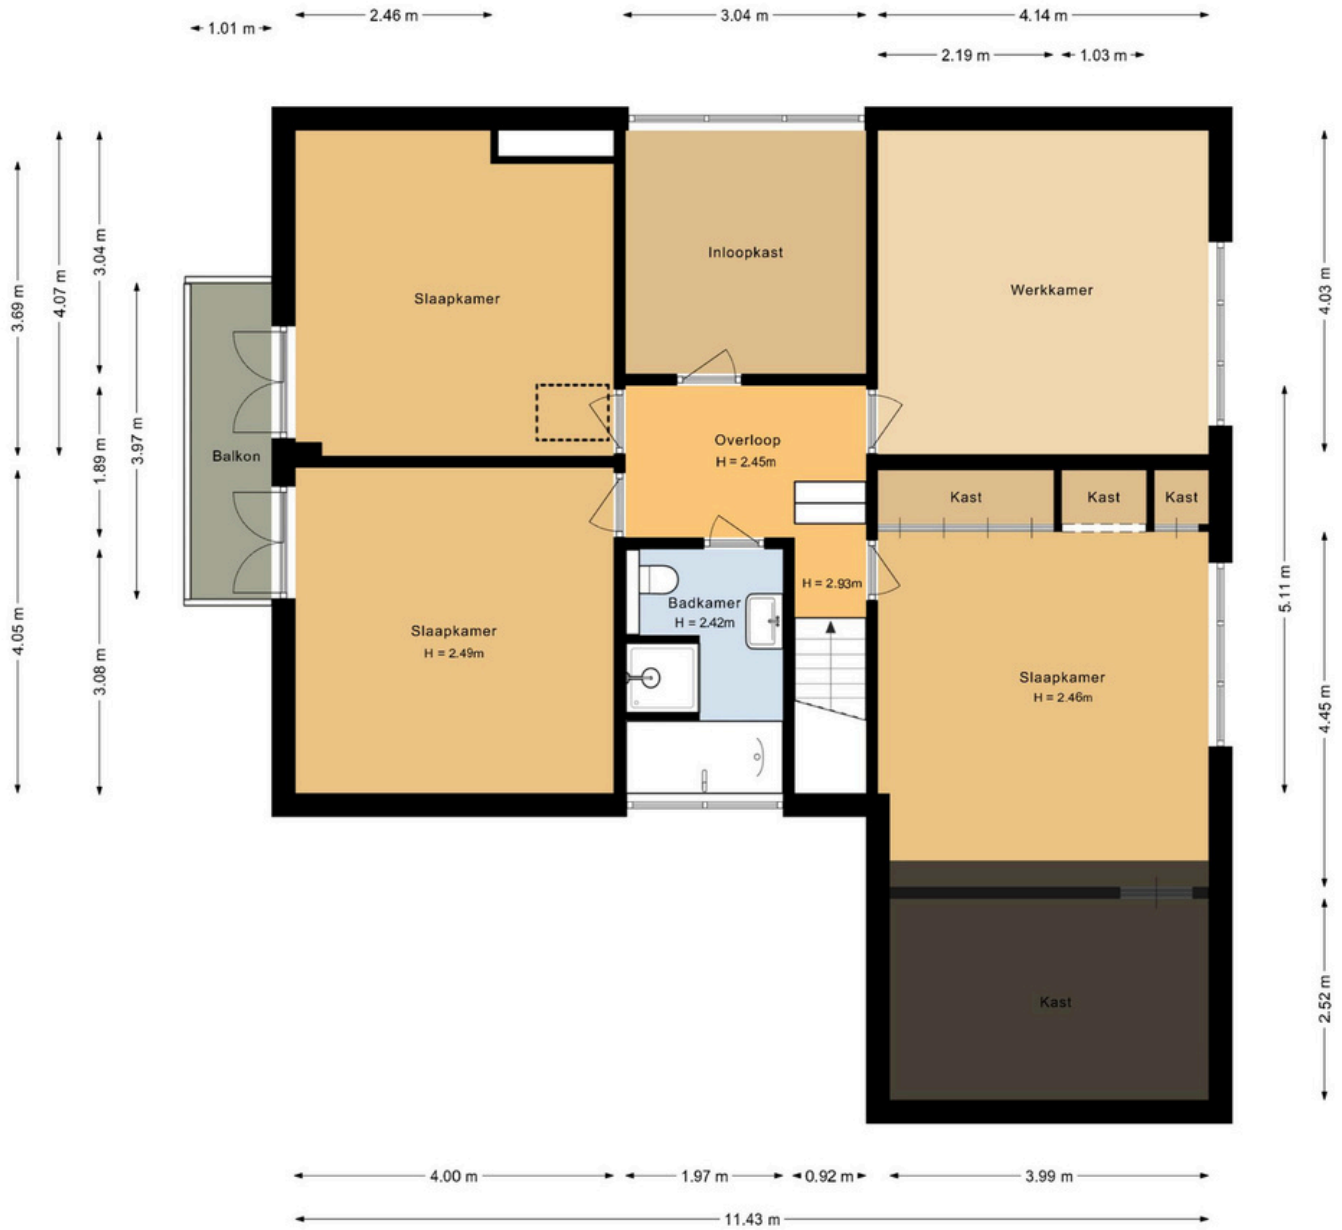 2.46 m
3.04 m
4.14 m
1.01 m
2.19 m
1.03 m
3.69 m
4.07 m
3.04 m
3.97 m
1.89 m
4.05 m
3.08 m
4.03 m
5.11 m
4.45 m
2.52 m
Inloopkast
Werkkamer
Slaapkamer
Overloop
H = 2.45m
Balkon
Kast
Kast
Kast
H = 2.93m
Badkamer
H = 2.42m
Slaapkamer
H = 2.49m
Slaapkamer
H = 2.46m
Kast
4.00 m
1.97 m
0.92 m
3.99 m
11.43 m